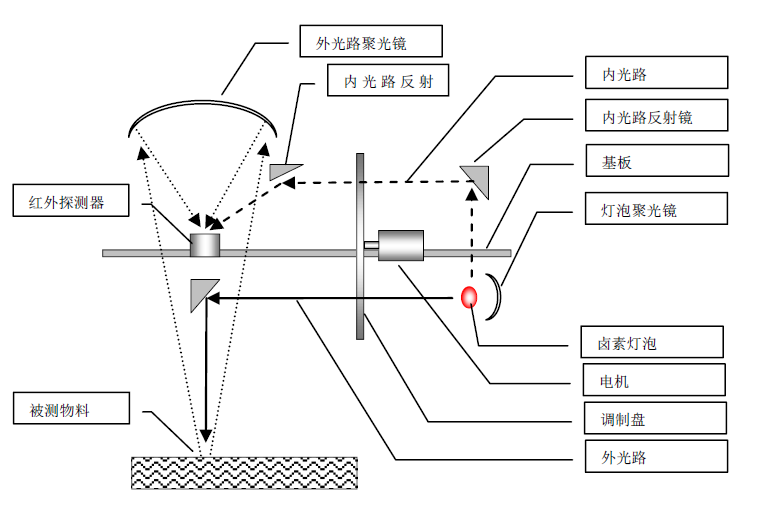 外光路聚光镜
内光路反射
内光路
内光路反射镜
基板
红外探测器
灯泡聚光镜
卤素灯泡
电机
被测物料
调制盘
外光路